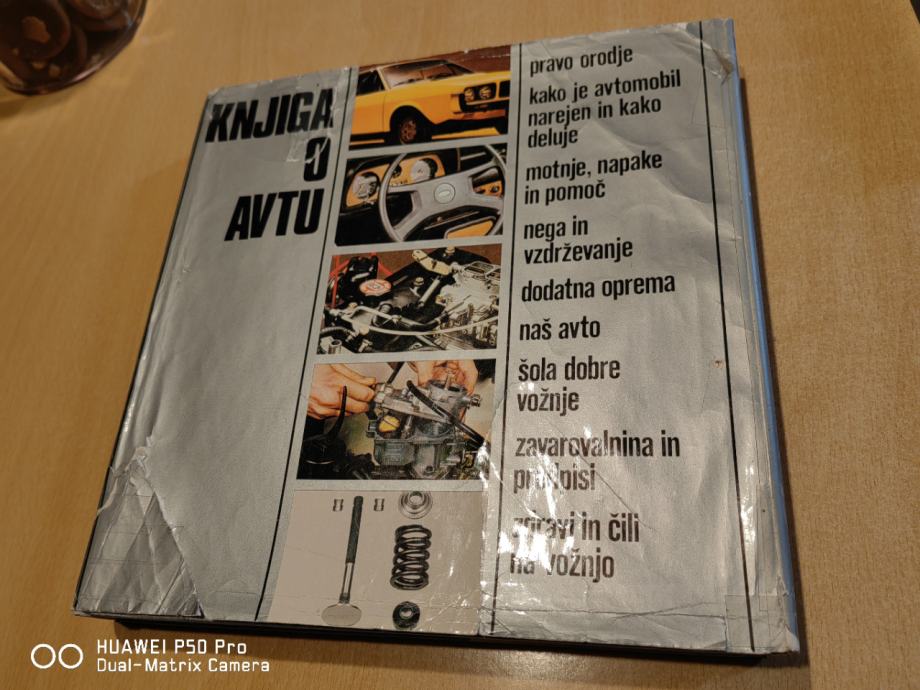 KNJIGA
O
AVTU
pravo orodje
kako je avtomobil
narejen in kako
deluje
motnje, napake
in pomoč
nega in
vzdrževanje
dodatna oprema
naš avto
šola dobre
vožnje
zavarovalnina in
predpisi
zdravi in čili
na vožnjo
HUAWEI P50 Pro
Dual-Matrix Camera